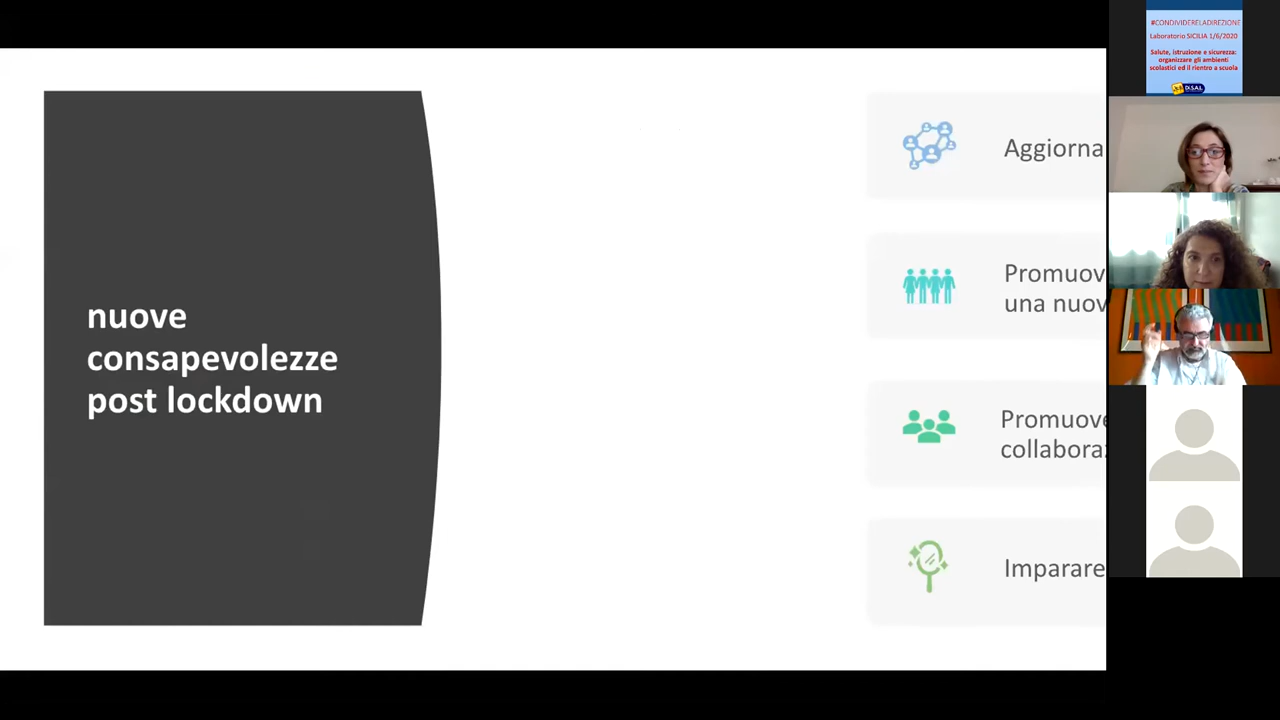 nuove
consapevolezze
post lockdown
Aggiorna
Promuov
una nuov
Promuove
collabora
Imparare
#CONDIVIDERELADIREZIONE
Laboratorio SICILIA 1/6/2020
Salute, istruzione e sicurezza:
organizzare gli ambienti
scolastici ed il rientro a scuola
DI.S.A.L.